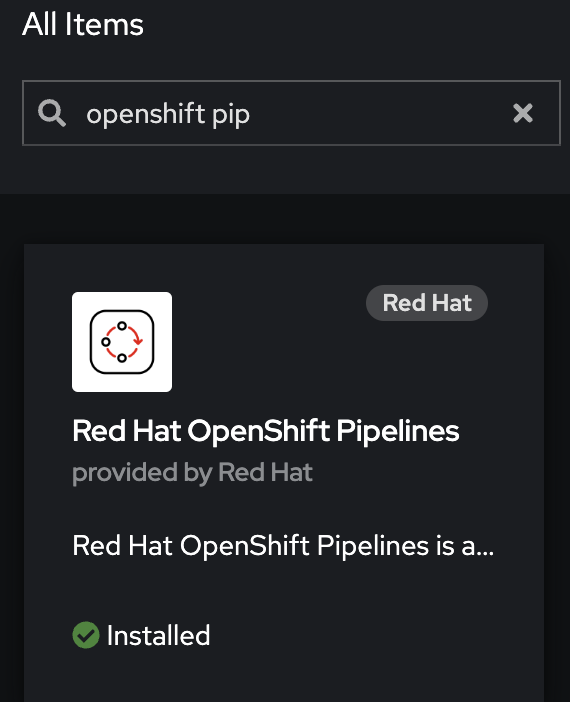 All Items
openshift pip
Red Hat
Red Hat OpenShift Pipelines
provided by Red Hat
Red Hat OpenShift Pipelines is a...
Installed